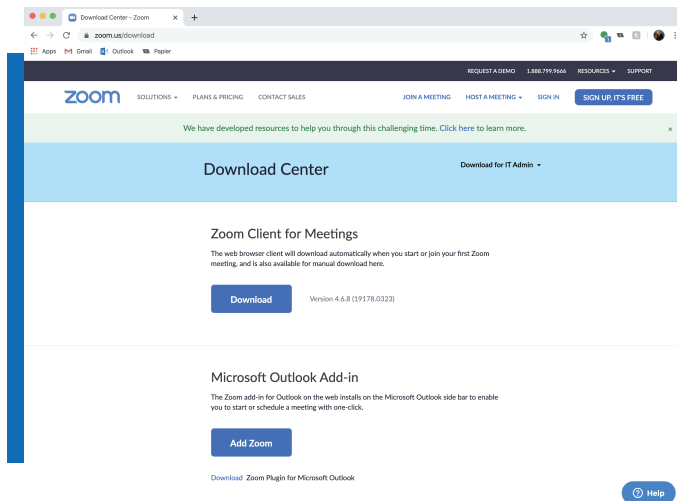 Download Center - Zoom
zoom.us/download
Apps Gmail Outlook Papier
REQUEST A DEMO 1.888.799.9666 RESOURCES SUPPORT
zoom SOLUTIONS PLANS & PRICING CONTACT SALES JOIN A MEETING HOST A MEETING SIGN IN SIGN UP, IT'S FREE
We have developed resources to help you through this challenging time. Click here to learn more.
Download Center Download for IT Admin
Zoom Client for Meetings
The web browser client will download automatically when you start or join your first Zoom
meeting, and is also available for manual download here.
Download Version 4.6.8 (19178.0323)
Microsoft Outlook Add-in
The Zoom add-in for Outlook on the web installs on the Microsoft Outlook side bar to enable
you to start or schedule a meeting with one-click.
Add Zoom
Download Zoom Plugin for Microsoft Outlook
Help